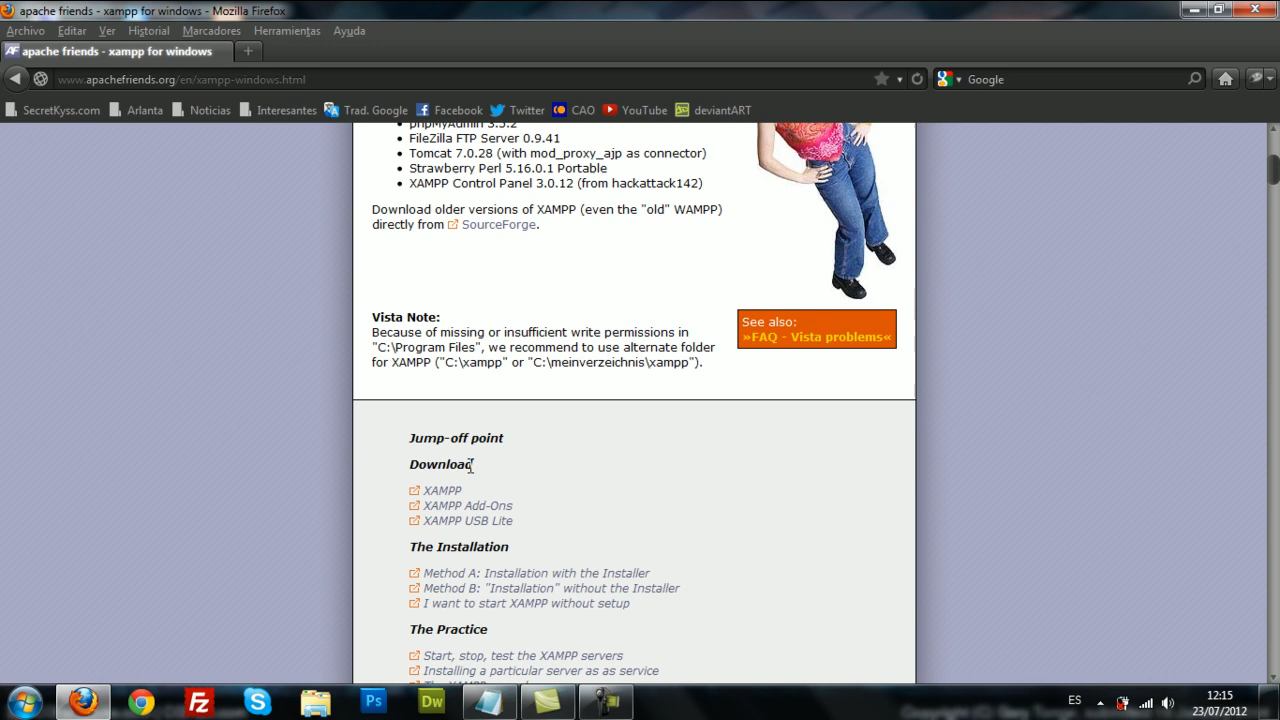 apache friends - xampp for windows - Mozilla Firefox
Archivo Editar Ver Historial Marcadores Herramientas Ayuda
apache friends - xampp for windows
www.apachefriends.org/en/xampp-windows.html
Google
SecretKyss.com Arlanta Noticias Interesantes Trad. Google Facebook Twitter CAO YouTube deviantART
phpMyAdmin 3.5.2
FileZilla FTP Server 0.9.41
Tomcat 7.0.28 (with mod_proxy_ajp as connector)
Strawberry Perl 5.16.0.1 Portable
XAMPP Control Panel 3.0.12 (from hackattack142)
Download older versions of XAMPP (even the "old" WAMPP)
directly from SourceForge.
Vista Note:
Because of missing or insufficient write permissions in
"C:\Program Files", we recommend to use alternate folder
for XAMPP ("C:\xampp" or "C:\meinverzeichnis\xampp").
See also:
»FAQ - Vista problems«
Jump-off point
Download
XAMPP
XAMPP Add-Ons
XAMPP USB Lite
The Installation
Method A: Installation with the Installer
Method B: "Installation" without the Installer
I want to start XAMPP without setup
The Practice
Start, stop, test the XAMPP servers
Installing a particular server as as service
ES
12:15
23/07/2012